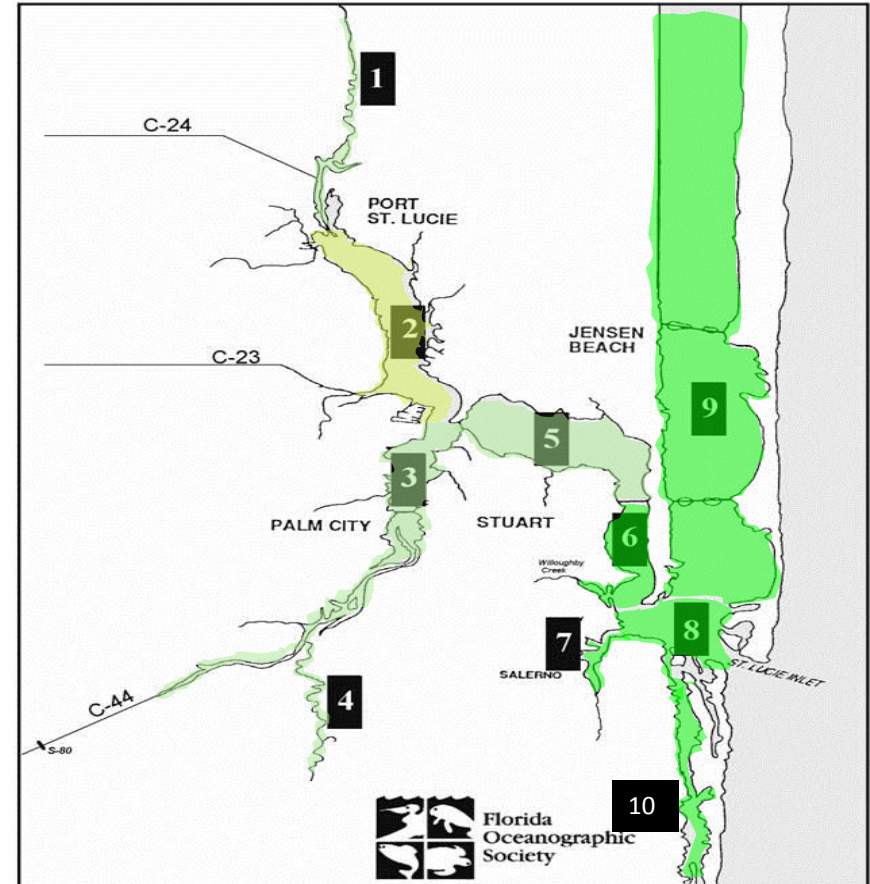 1
C-24
PORT
ST. LUCIE
2
JENSEN
BEACH
C-23
9
5
3
PALM CITY
STUART
6
Willoughby
Creek
7
8
SALERNO
ST. LUCIE INLET
4
C-44
S-80
10
Florida
Oceanographic
Society